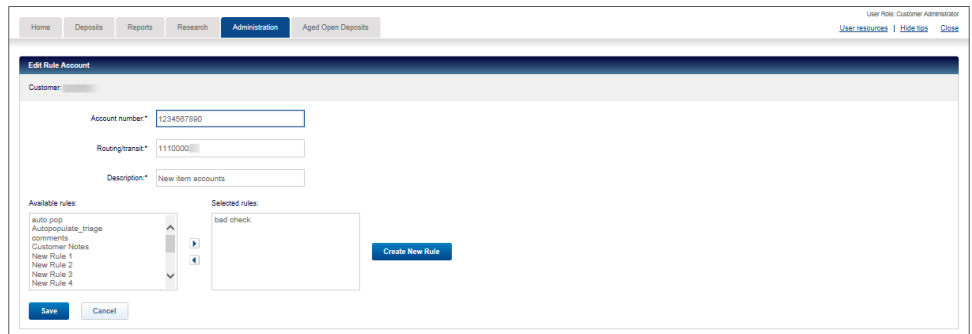 User Role: Customer Administrator
Home Deposits Reports Research Administration Aged Open Deposits
User resources | Hide tips Close
Edit Rule Account
Customer:
Account number:* 1234567890
Routing/transit:* 1110000
Description:* New item accounts
Available rules: Selected rules:
auto pop bad check
Autopopulate_triage
comments
Customer Notes
New Rule 1
Create New Rule
New Rule 2
New Rule 3
New Rule 4
Save Cancel